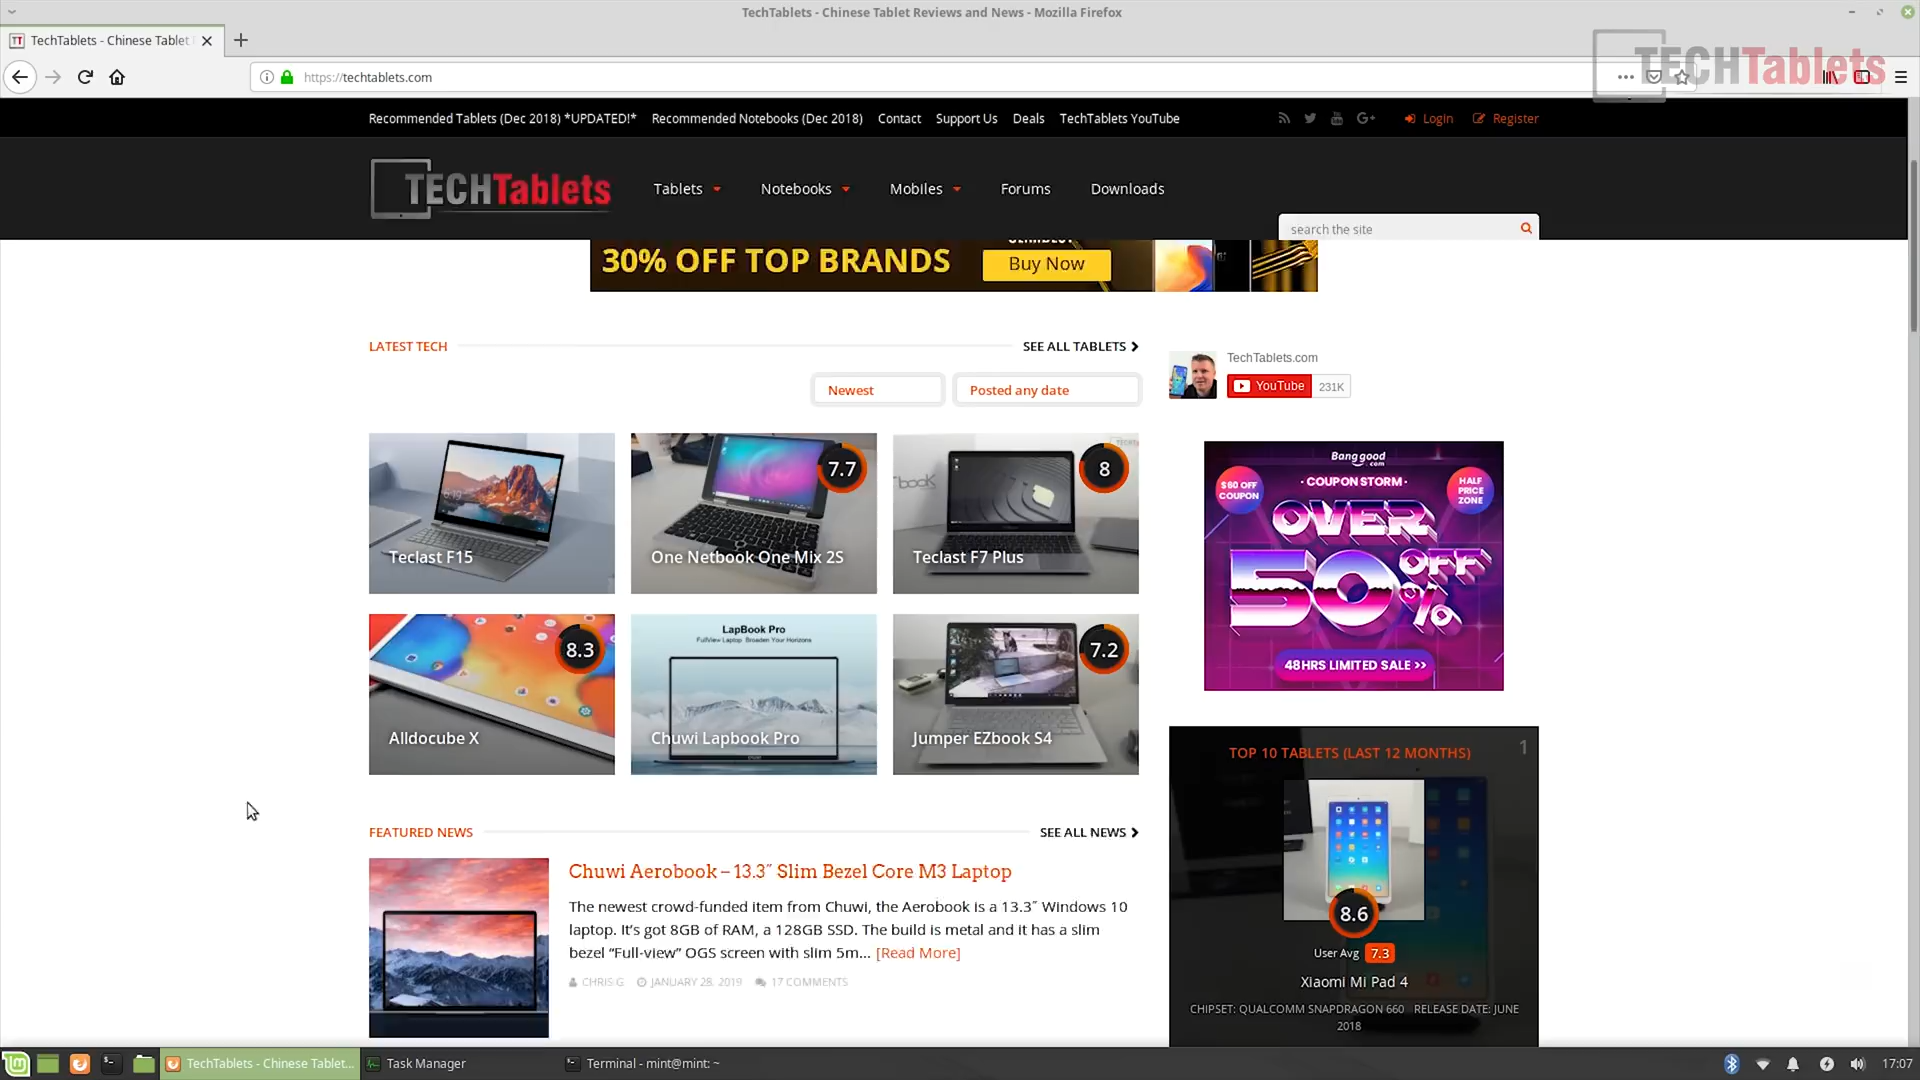 TechTablets - Chinese Tablet Reviews and News - Mozilla Firefox
TechTablets - Chinese Tablet
https://techtablets.com
TECHTablets
Recommended Tablets (Dec 2018) *UPDATED!*
Recommended Notebooks (Dec 2018)
Contact
Support Us
Deals
TechTablets YouTube
Login
Register
TECHTablets
Tablets
Notebooks
Mobiles
Forums
Downloads
search the site
30% OFF TOP BRANDS
Buy Now
LATEST TECH
SEE ALL TABLETS
TechTablets.com
YouTube 231K
Newest
Posted any date
Teclast F15
7.7
One Netbook One Mix 2S
8
Teclast F7 Plus
Banggood
.com
$60 OFF
COUPON
· COUPON STORM ·
HALF
PRICE
ZONE
OVER
50% OFF
48HRS LIMITED SALE >>
8.3
Alldocube X
LapBook Pro
FullView Laptop Broaden Your Horizons
Chuwi Lapbook Pro
7.2
Jumper EZbook S4
TOP 10 TABLETS (LAST 12 MONTHS)
1
8.6
User Avg 7.3
Xiaomi Mi Pad 4
CHIPSET: QUALCOMM SNAPDRAGON 660 RELEASE DATE: JUNE
2018
FEATURED NEWS
SEE ALL NEWS
Chuwi Aerobook – 13.3″ Slim Bezel Core M3 Laptop
The newest crowd-funded item from Chuwi, the Aerobook is a 13.3″ Windows 10
laptop. It’s got 8GB of RAM, a 128GB SSD. The build is metal and it has a slim
bezel “Full-view” OGS screen with slim 5m... [Read More]
CHRIS G
JANUARY 28, 2019
17 COMMENTS
TechTablets - Chinese Tablet...
Task Manager
Terminal - mint@mint: ~
17:07